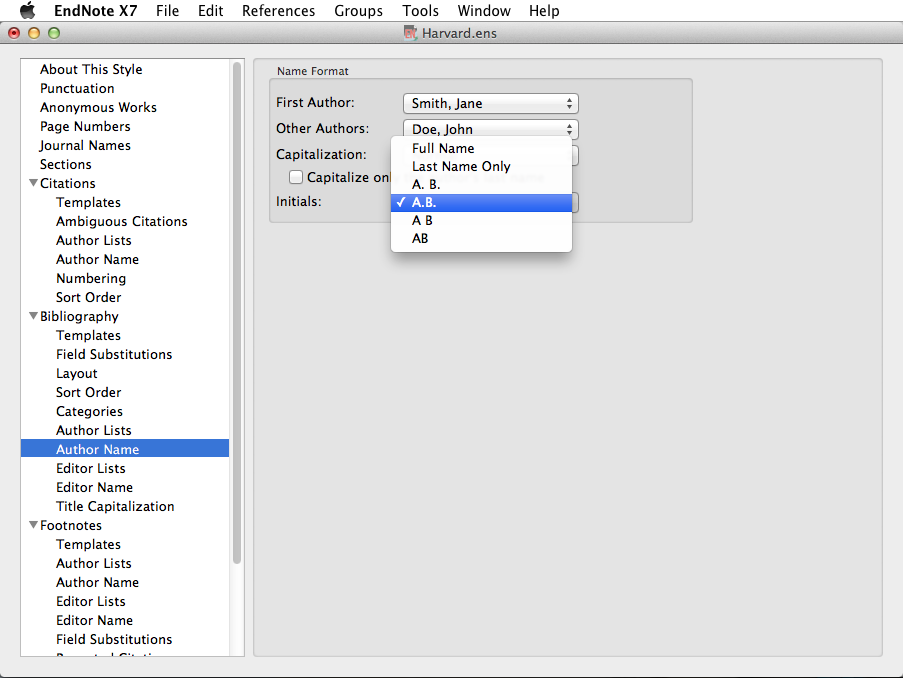 EndNote X7 File Edit References Groups Tools Window Help
Harvard.ens
About This Style
Punctuation
Anonymous Works
Page Numbers
Journal Names
Sections
Citations
Templates
Ambiguous Citations
Author Lists
Author Name
Numbering
Sort Order
Bibliography
Templates
Field Substitutions
Layout
Sort Order
Categories
Author Lists
Author Name
Editor Lists
Editor Name
Title Capitalization
Footnotes
Templates
Author Lists
Author Name
Editor Lists
Editor Name
Field Substitutions
Name Format
First Author: Smith, Jane
Other Authors: Doe, John
Capitalization:
Capitalize
Initials:
Full Name
Last Name Only
A. B.
✓ A.B.
A B
AB